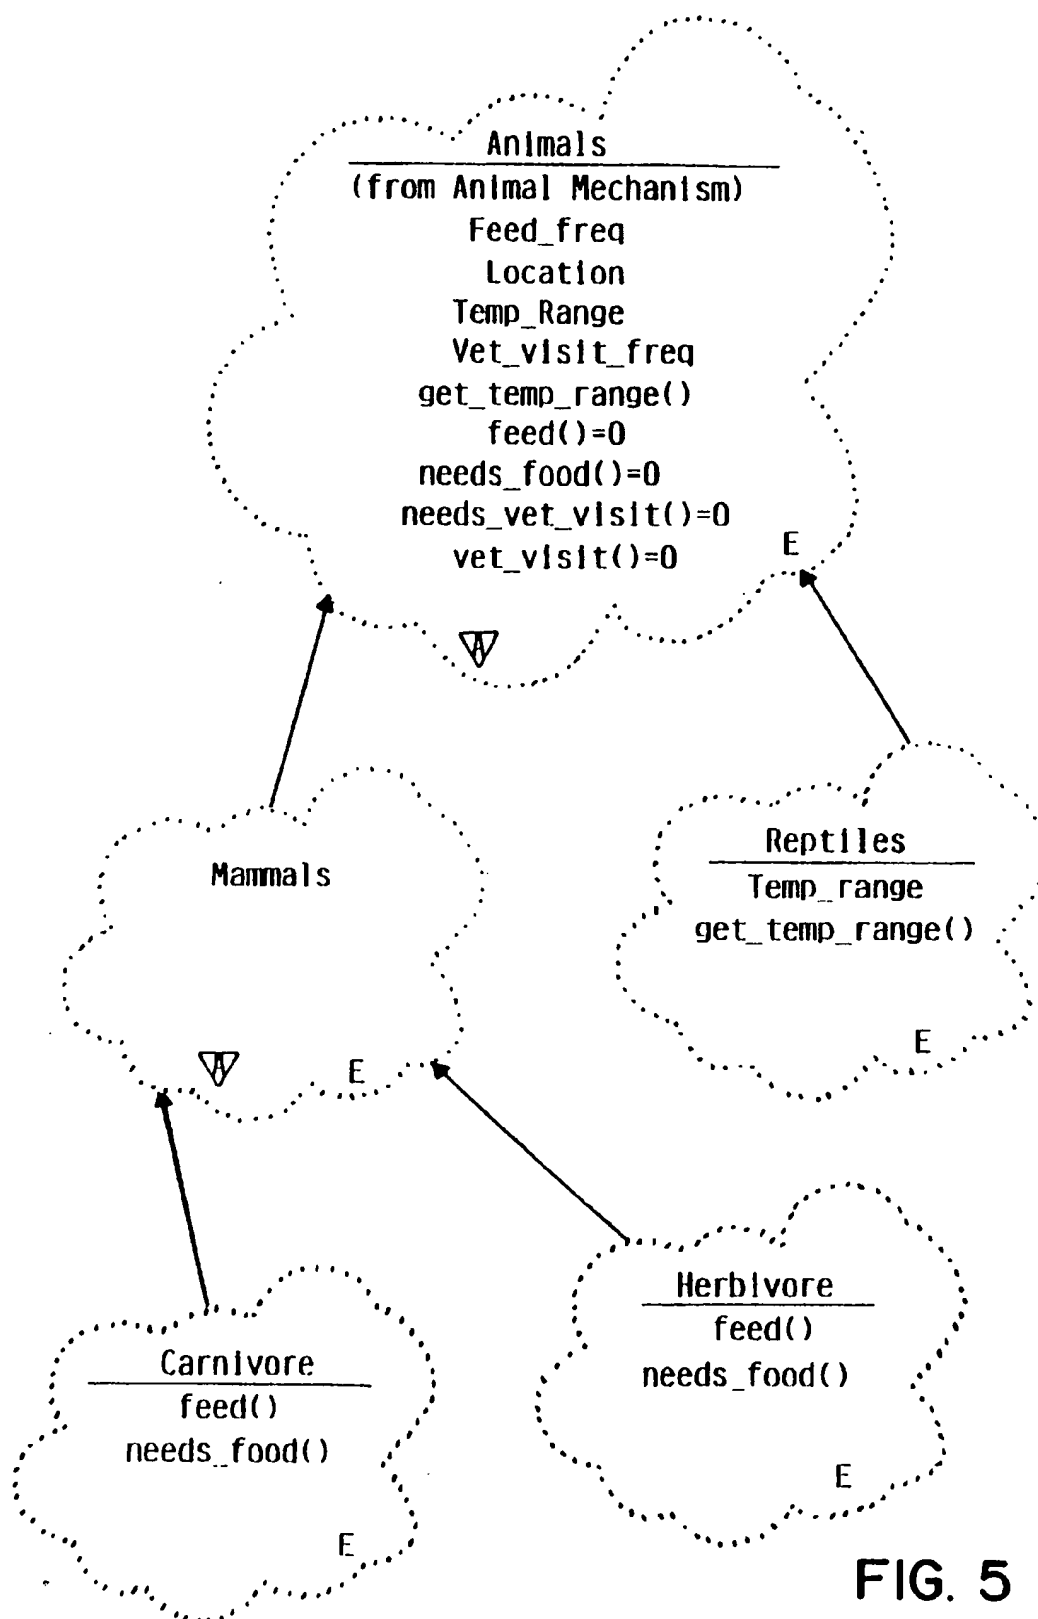 Animals
(from Animal Mechanism)
Feed_freq
Location
Temp_Range
Vet_visit_freq
get_temp_range()
feed()=0
needs_food()=0
needs_vet_visit()=0
vet_visit()=0
E
A
Mammals
A
E
Reptiles
Temp_range
get_temp_range()
E
Carnivore
feed()
needs_food()
E
Herbivore
feed()
needs_food()
E
FIG. 5